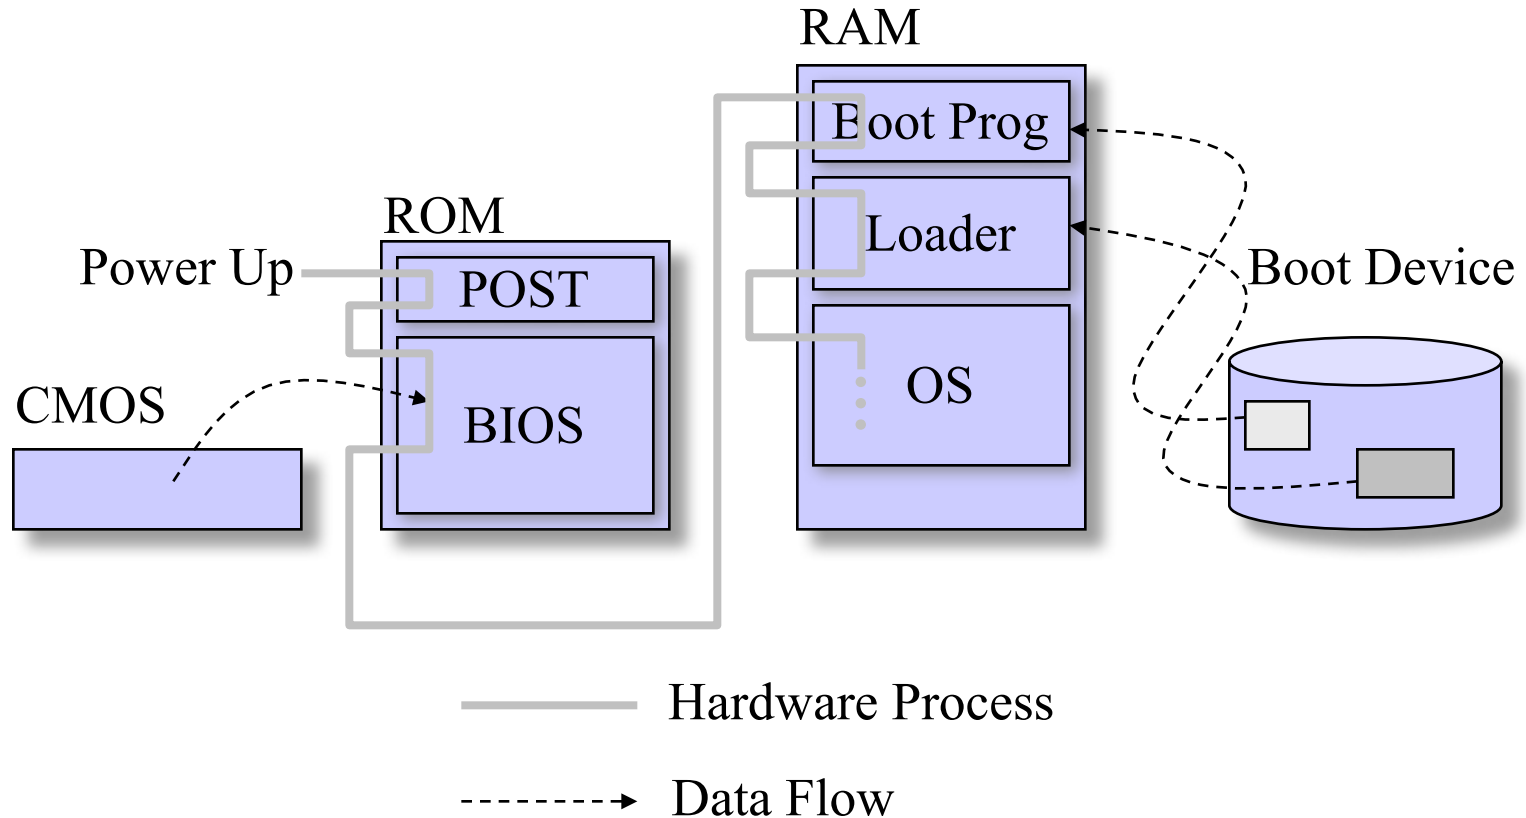 RAM
Boot Prog
ROM
Loader
Power Up
POST
Boot Device
CMOS
BIOS
OS
Hardware Process
Data Flow